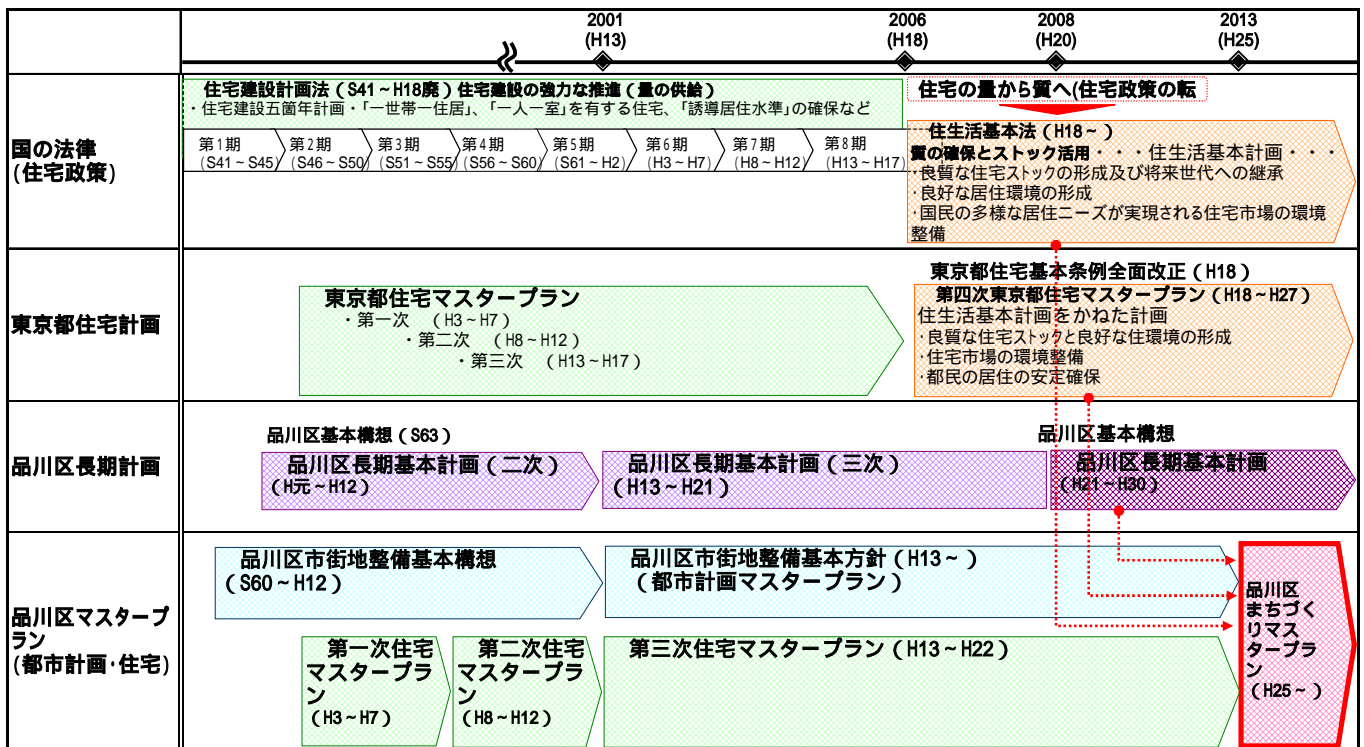 2001
(H13)
2006
(H18)
2008
(H20)
2013
(H25)
国の法律
(住宅政策)
住宅建設計画法（S41～H18廃）住宅建設の強力な推進（量の供給）
・住宅建設五箇年計画・「一世帯一住居」、「一人一室」を有する住宅、「誘導居住水準」の確保など
第1期
(S41～S45)
第2期
(S46～S50)
第3期
(S51～S55)
第4期
(S56～S60)
第5期
(S61～H2)
第6期
(H3～H7)
第7期
(H8～H12)
第8期
(H13～H17)
住宅の量から質へ(住宅政策の転
住生活基本法（H18～）
質の確保とストック活用・・・住生活基本計画・・・
・良質な住宅ストックの形成及び将来世代への継承
・良好な居住環境の形成
・国民の多様な居住ニーズが実現される住宅市場の環境
整備
東京都住宅計画
東京都住宅マスタープラン
・第一次　（H3～H7）
・第二次　（H8～H12）
・第三次　（H13～H17）
東京都住宅基本条例全面改正（H18）
第四次東京都住宅マスタープラン（H18～H27）
住生活基本計画をかねた計画
・良質な住宅ストックと良好な住環境の形成
・住宅市場の環境整備
・都民の居住の安定確保
品川区長期計画
品川区基本構想（S63）
品川区長期基本計画（二次）
（H元～H12）
品川区長期基本計画（三次）
（H13～H21）
品川区基本構想
品川区長期基本計画
（H21～H30）
品川区マスタープ
ラン
(都市計画・住宅)
品川区市街地整備基本構想
（S60～H12）
品川区市街地整備基本方針（H13～）
（都市計画マスタープラン）
第一次住宅
マスタープラ
ン
（H3～H7）
第二次住宅
マスタープラ
ン
（H8～H12）
第三次住宅マスタープラン（H13～H22）
品川区
まちづく
リマス
タープラ
ン
（H25～）